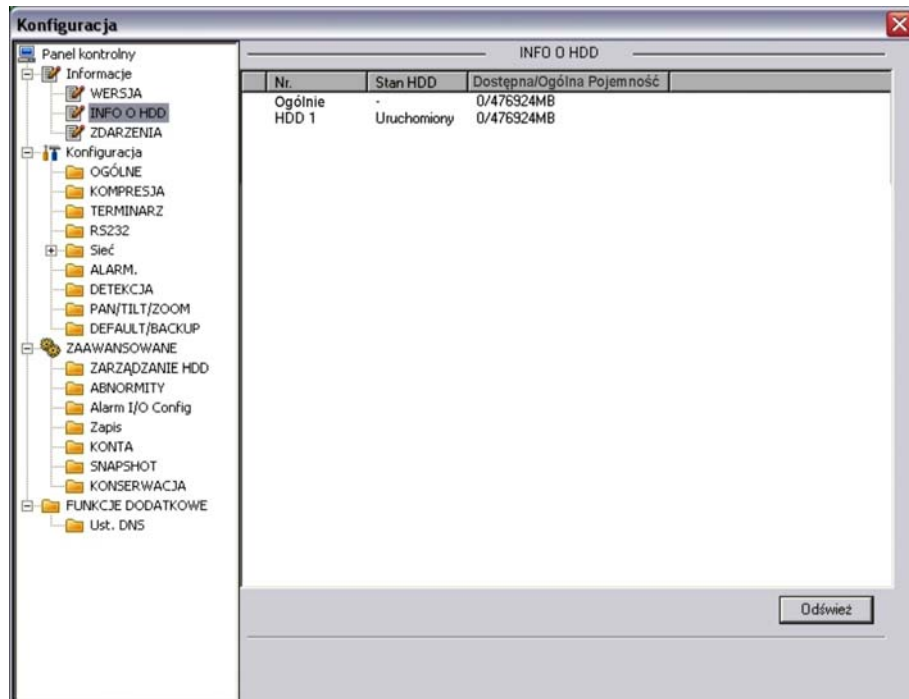 Konfiguracja
Panel kontrolny
Informacje
WERSJA
INFO O HDD
ZDARZENIA
Konfiguracja
OGÓLNE
KOMPRESJA
TERMINARZ
RS232
Sieć
ALARM.
DETEKCJA
PAN/TILT/ZOOM
DEFAULT/BACKUP
ZAAWANSOWANE
ZARZĄDZANIE HDD
ABNORMITY
Alarm I/O Config
Zapis
KONTA
SNAPSHOT
KONSERWACJA
FUNKCJE DODATKOWE
Ust. DNS
INFO O HDD
Nr. Stan HDD Dostępna/Ogólna Pojemność
Ogólnie - 0/476924MB
HDD 1 Uruchomiony 0/476924MB
Odśwież